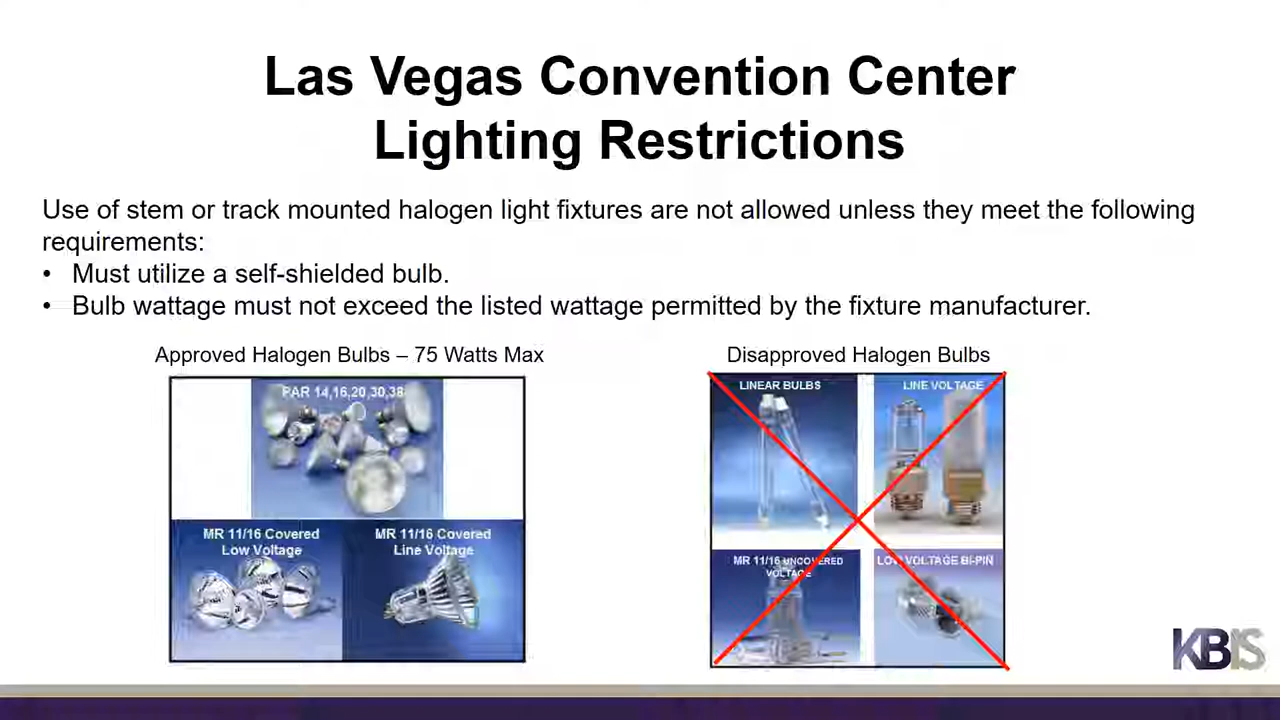 Las Vegas Convention Center
Lighting Restrictions
Use of stem or track mounted halogen light fixtures are not allowed unless they meet the following
requirements:
• Must utilize a self-shielded bulb.
• Bulb wattage must not exceed the listed wattage permitted by the fixture manufacturer.
Approved Halogen Bulbs – 75 Watts Max
PAR 14,16,20,30,38
MR 11/16 Covered
Low Voltage
MR 11/16 Covered
Line Voltage
Disapproved Halogen Bulbs
LINEAR BULBS
LINE VOLTAGE
MR 11/16 UNCOVERED
VOLTAGE
LOW VOLTAGE BI-PIN
KBIS